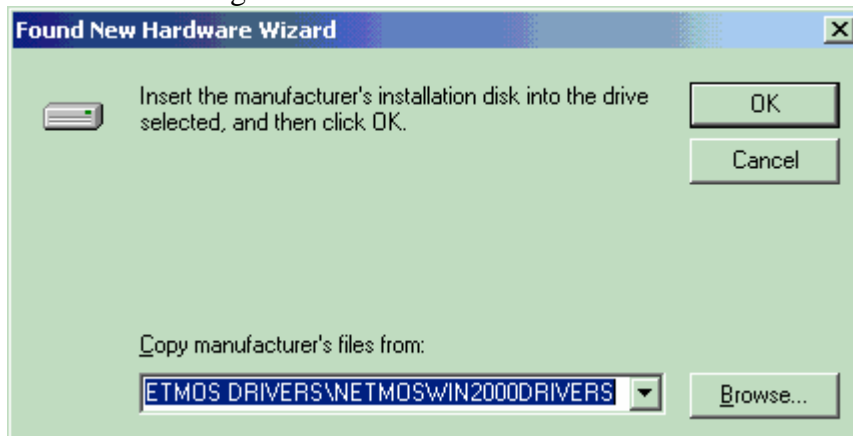 Found New Hardware Wizard
Insert the manufacturer's installation disk into the drive
selected, and then click OK.
OK
Cancel
Copy manufacturer's files from:
ETMOS DRIVERS\NETMOSWIN2000DRIVERS
Browse...